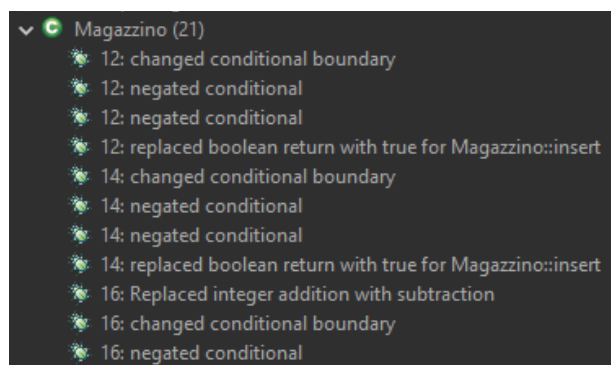 Magazzino (21)
12: changed conditional boundary
12: negated conditional
12: negated conditional
12: replaced boolean return with true for Magazzino::insert
14: changed conditional boundary
14: negated conditional
14: negated conditional
14: replaced boolean return with true for Magazzino::insert
16: Replaced integer addition with subtraction
16: changed conditional boundary
16: negated conditional